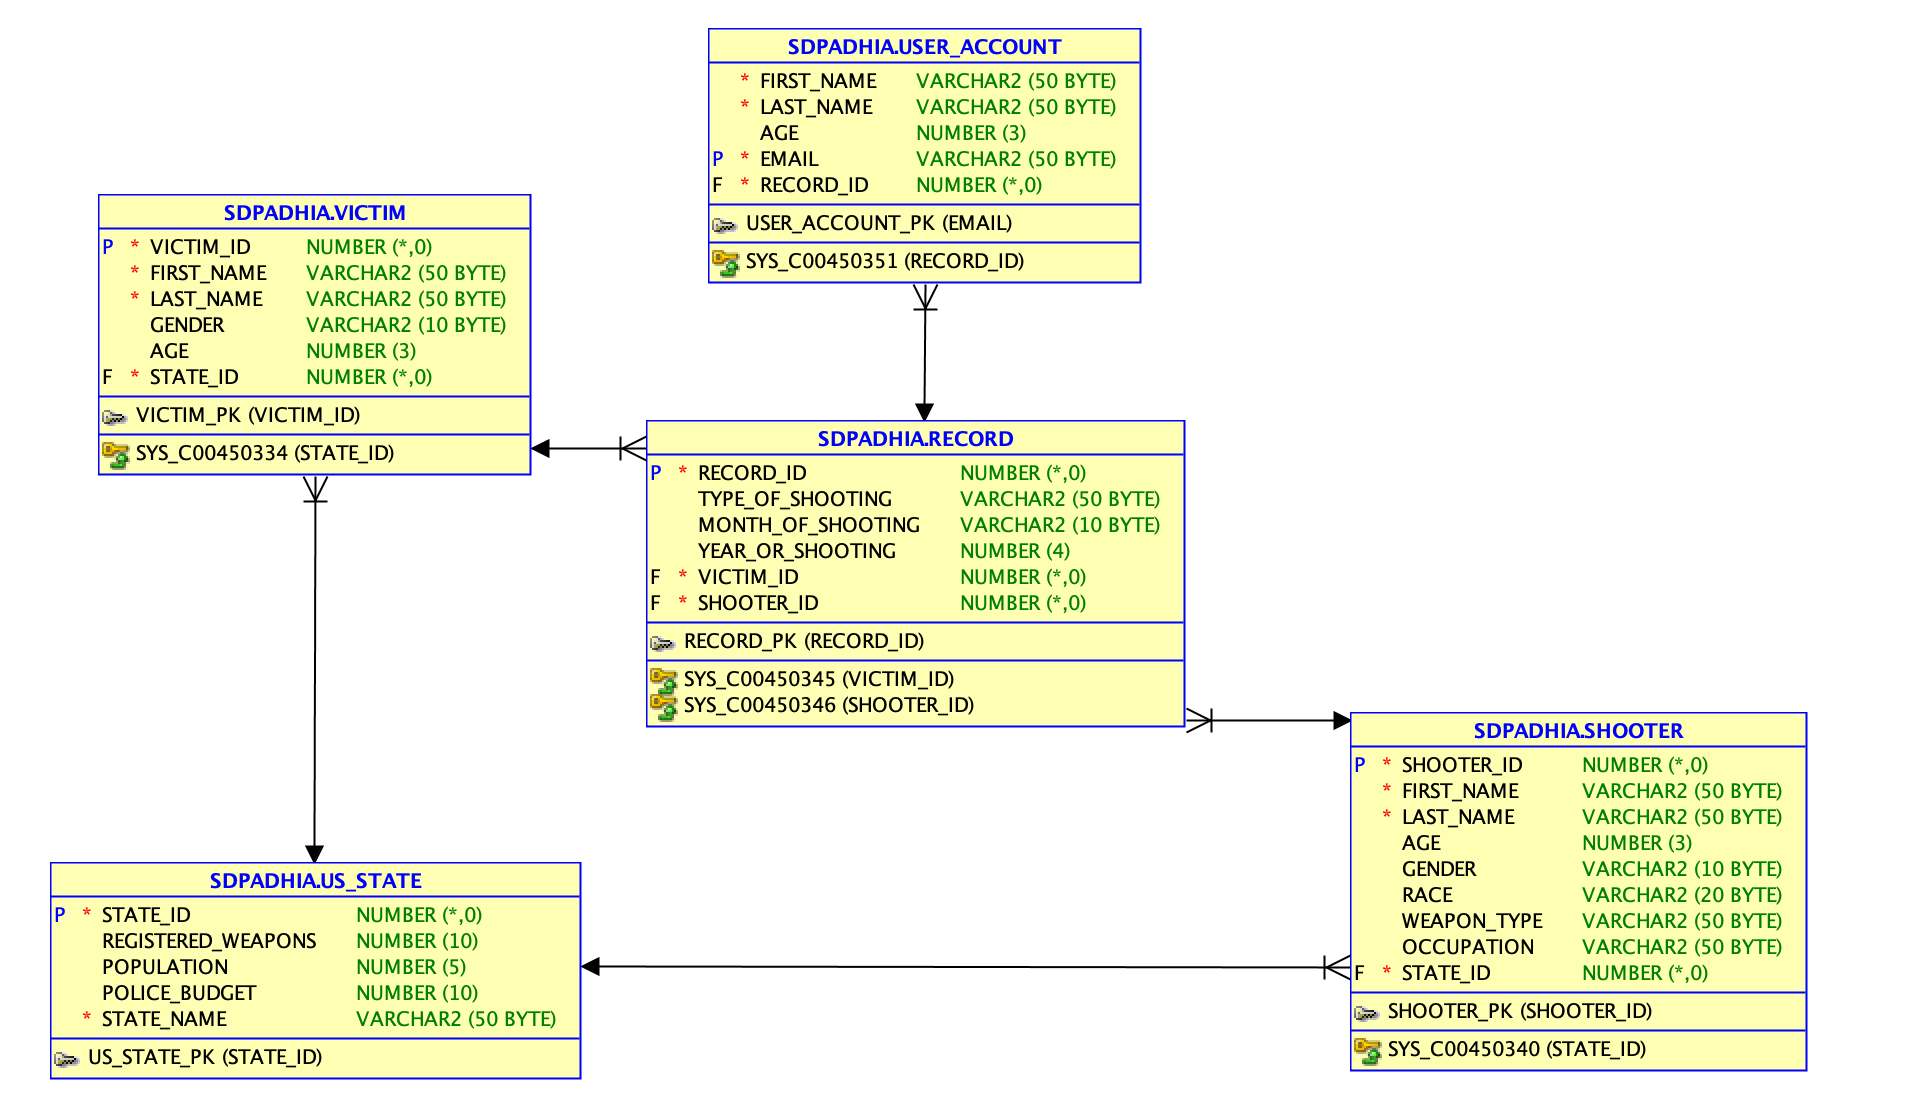 SDPADHIA.USER_ACCOUNT
* FIRST_NAME VARCHAR2 (50 BYTE)
* LAST_NAME VARCHAR2 (50 BYTE)
AGE NUMBER (3)
P * EMAIL VARCHAR2 (50 BYTE)
F * RECORD_ID NUMBER (*,0)
USER_ACCOUNT_PK (EMAIL)
SYS_C00450351 (RECORD_ID)
SDPADHIA.VICTIM
P * VICTIM_ID NUMBER (*,0)
* FIRST_NAME VARCHAR2 (50 BYTE)
* LAST_NAME VARCHAR2 (50 BYTE)
GENDER VARCHAR2 (10 BYTE)
AGE NUMBER (3)
F * STATE_ID NUMBER (*,0)
VICTIM_PK (VICTIM_ID)
SYS_C00450334 (STATE_ID)
SDPADHIA.RECORD
P * RECORD_ID NUMBER (*,0)
TYPE_OF_SHOOTING VARCHAR2 (50 BYTE)
MONTH_OF_SHOOTING VARCHAR2 (10 BYTE)
YEAR_OR_SHOOTING NUMBER (4)
F * VICTIM_ID NUMBER (*,0)
F * SHOOTER_ID NUMBER (*,0)
RECORD_PK (RECORD_ID)
SYS_C00450345 (VICTIM_ID)
SYS_C00450346 (SHOOTER_ID)
SDPADHIA.SHOOTER
P * SHOOTER_ID NUMBER (*,0)
* FIRST_NAME VARCHAR2 (50 BYTE)
* LAST_NAME VARCHAR2 (50 BYTE)
AGE NUMBER (3)
GENDER VARCHAR2 (10 BYTE)
RACE VARCHAR2 (20 BYTE)
WEAPON_TYPE VARCHAR2 (50 BYTE)
OCCUPATION VARCHAR2 (50 BYTE)
F * STATE_ID NUMBER (*,0)
SHOOTER_PK (SHOOTER_ID)
SYS_C00450340 (STATE_ID)
SDPADHIA.US_STATE
P * STATE_ID NUMBER (*,0)
REGISTERED_WEAPONS NUMBER (10)
POPULATION NUMBER (5)
POLICE_BUDGET NUMBER (10)
* STATE_NAME VARCHAR2 (50 BYTE)
US_STATE_PK (STATE_ID)